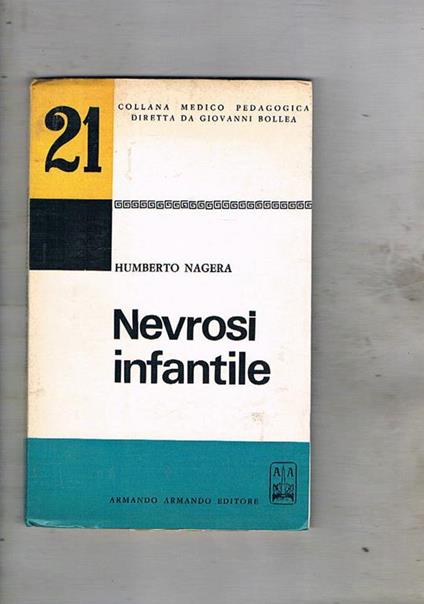 21
COLLANA MEDICO PEDAGOGICA
DIRETTA DA GIOVANNI BOLLEA
HUMBERTO NAGERA
Nevrosi
infantile
A A
ARMANDO ARMANDO EDITORE